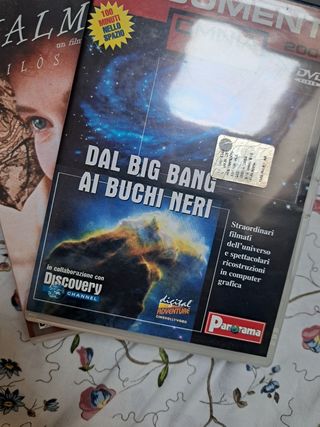 ALM
un film
ILÒS
100
MINUTI
NELLO
SPAZIO
DVD
DAL BIG BANG
AI BUCHI NERI
Straordinari
filmati
dell'universo
e spettacolari
ricostruzioni
in computer
grafica
in collaborazione con
Discovery
CHANNEL
digital
ADVENTURE
Panorama